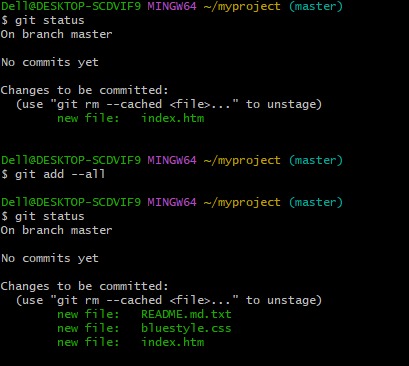 Dell@DESKTOP-SCDVIF9 MINGW64 ~/myproject (master)
$ git status
On branch master
No commits yet
Changes to be committed:
(use "git rm --cached <file>..." to unstage)
new file:   index.htm
Dell@DESKTOP-SCDVIF9 MINGW64 ~/myproject (master)
$ git add --all
Dell@DESKTOP-SCDVIF9 MINGW64 ~/myproject (master)
$ git status
On branch master
No commits yet
Changes to be committed:
(use "git rm --cached <file>..." to unstage)
new file:   README.md.txt
new file:   bluestyle.css
new file:   index.htm